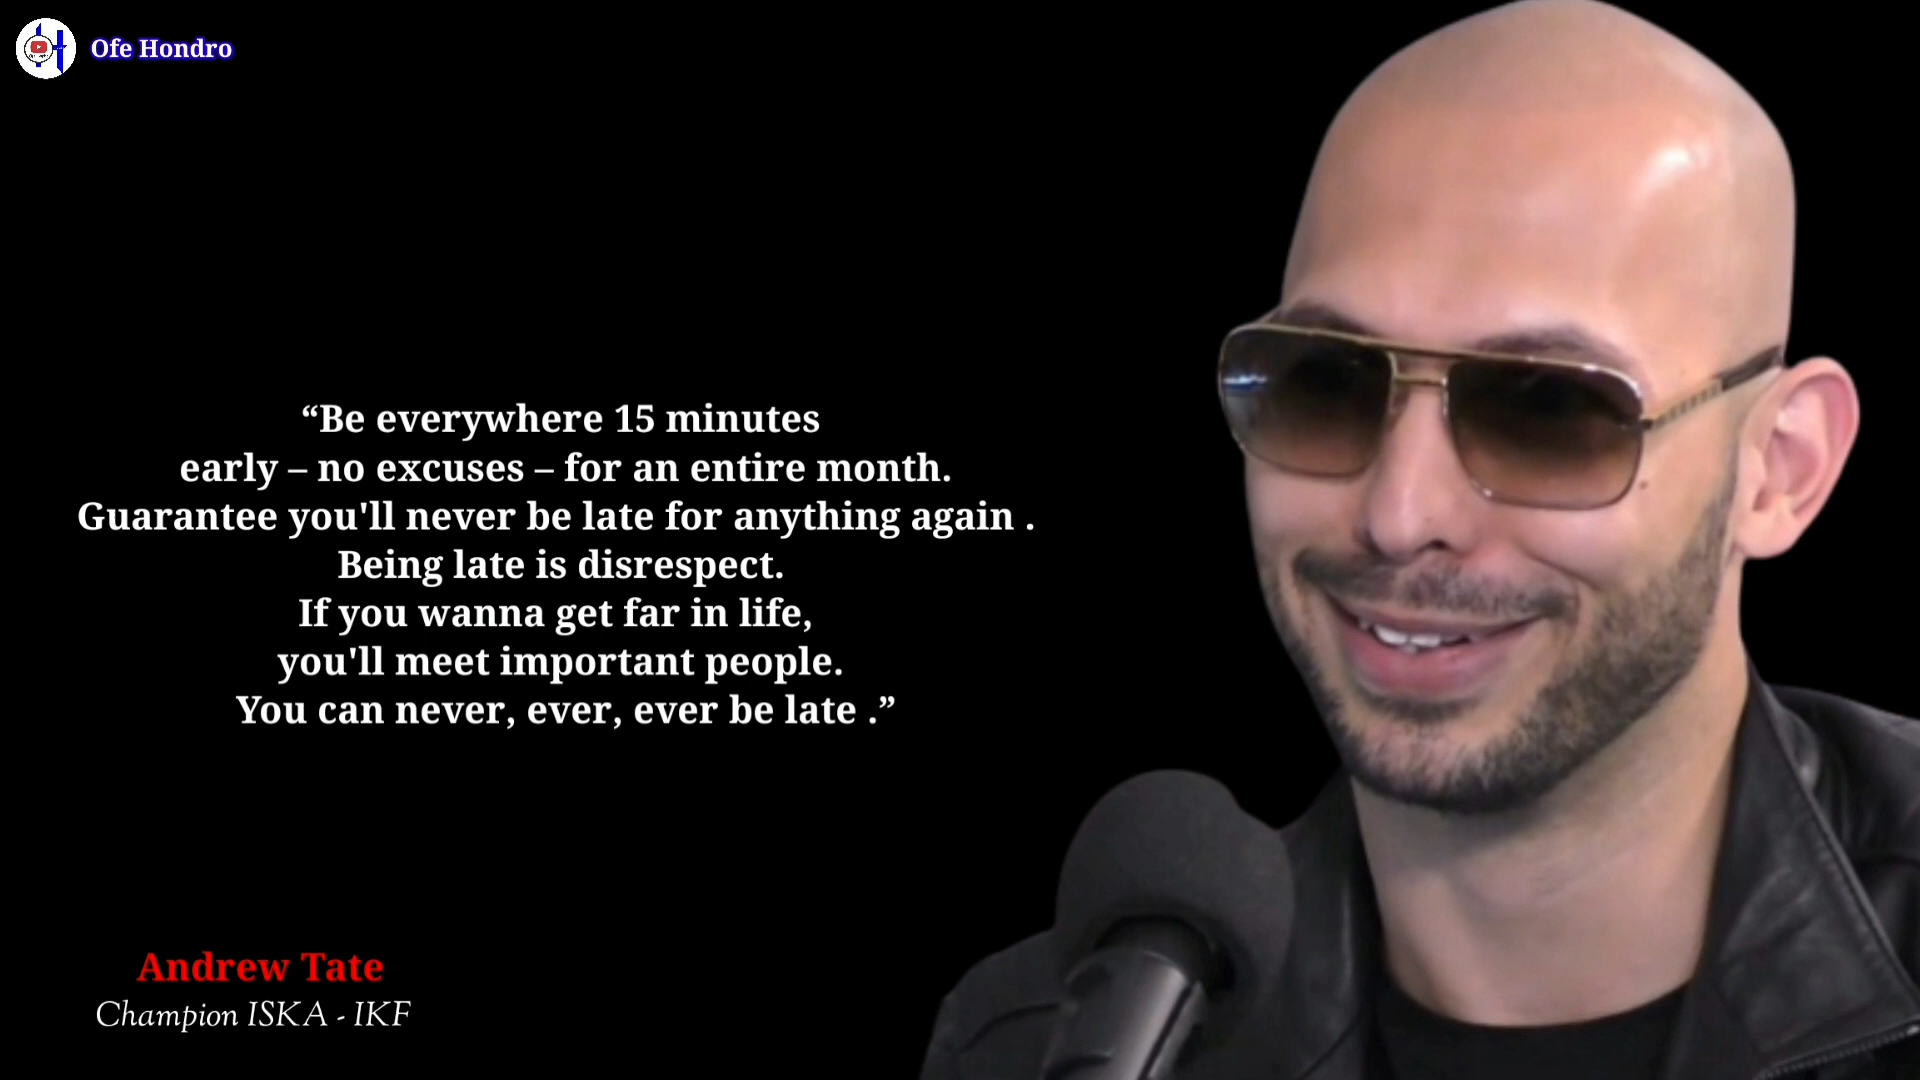 Ofe Hondro
“Be everywhere 15 minutes
early – no excuses – for an entire month.
Guarantee you'll never be late for anything again .
Being late is disrespect.
If you wanna get far in life,
you'll meet important people.
You can never, ever, ever be late .”
Andrew Tate
Champion ISKA - IKF